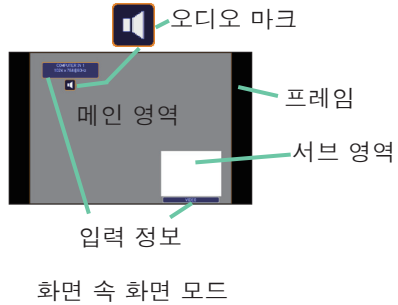 오디오 마크
프레임
메인 영역
서브 영역
입력 정보
화면 속 화면 모드